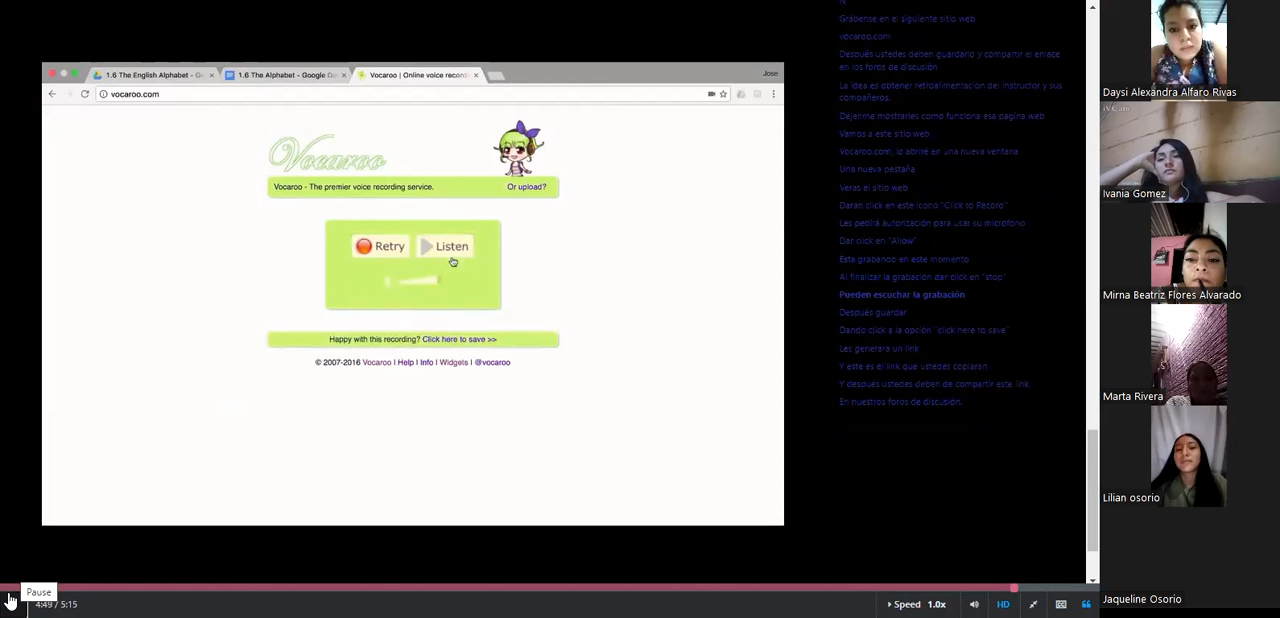 1.6 The English Alphabet - Go
1.6 The Alphabet - Google Do
Vocaroo | Online voice record
Jose
vocaroo.com
Vocaroo
Vocaroo - The premier voice recording service.
Or upload?
Retry
Listen
Happy with this recording? Click here to save >>
© 2007-2016 Vocaroo | Help | Info | Widgets | @vocaroo
Grábense en el siguiente sitio web
vocaroo.com
Después ustedes deben guardarlo y compartir el enlace
en los foros de discusión
La idea es obtener retroalimentación del instructor y sus
compañeros.
Déjenme mostrarles como funciona esa pagina web
Vamos a este sitio web
Vocaroo.com, lo abriré en una nueva ventana
Una nueva pestaña
Veras el sitio web
Daran click en este icono "Click to Record"
Les pedirá autorización para usar su microfono
Dar click en "Allow"
Esta grabando en este momento
Al finalizar la grabación dar click en "stop"
Pueden escuchar la grabación
Después guardar
Dando click a la opción "click here to save"
Les generara un link
Y este es el link que ustedes copiaran
Y después ustedes deben de compartir este link
En nuestros foros de discusión.
Daysi Alexandra Alfaro Rivas
iVCam
Ivania Gomez
Mirna Beatriz Flores Alvarado
Marta Rivera
Lilian osorio
Jaqueline Osorio
Pause
4:49 / 5:15
Speed 1.0x
HD